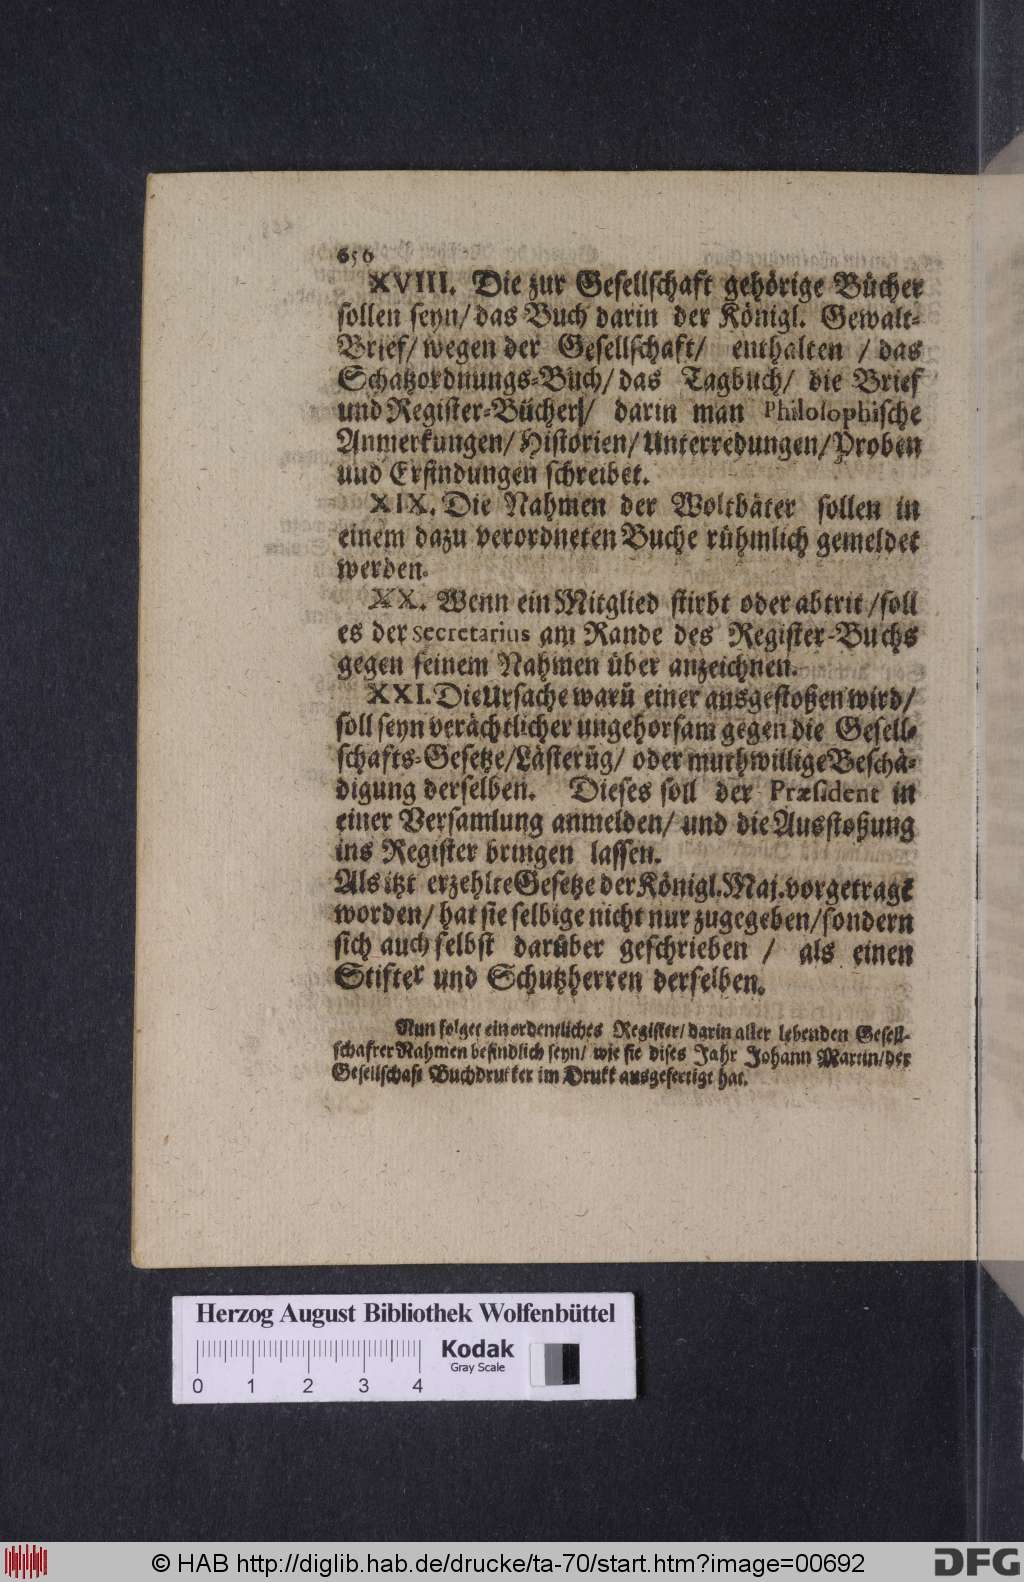 656
XVIII. Die zur Gesellschaft gehörige Bücher
sollen seyn/ das Buch darin der Königl. Gewalt-
Brief/ wegen der Gesellschaft/ enthalten / das
Schatzordnungs-Buch/ das Tagbuch/ die Brief
und Register-Bücher/ darin man Philosophische
Anmerkungen/ Historien/ Unterredungen/ Proben
uud Erfindungen schreibet.
XIX. Die Nahmen der Wolthäter sollen in
einem dazu verordneten Buche rühmlich gemeldet
werden.
XX. Wenn ein Mitglied stirbt oder abtrit /soll
es der Secretarius am Rande des Register-Buchs
gegen seinem Nahmen über anzeichnen.
XXI. Die Ursache warū einer ausgestoßen wird/
soll seyn verächtlicher ungehorsam gegen die Gesell-
schafts-Gesetze/ Lästerūg/ oder muthwillige Beschä-
digung derselben. Dieses soll der Præsident in
einer Versamlung anmelden/ und die Ausstoßung
ins Register bringen lassen.
Als itzt erzehlte Gesetze der Königl. Maj. vorgetragt
worden/ hat sie selbige nicht nur zugegeben/ sondern
sich auch selbst darüber geschrieben / als einen
Stifter und Schutzherren derselben.
Nun folget ein ordentliches Register/ darin aller lebenden Gesell-
schafter Nahmen befindlich seyn/ wie sie dises Jahr Johann Martin/ der
Gesellschaft Buchdrukker im Drukk ausgefertigt hat.
Herzog August Bibliothek Wolfenbüttel
Kodak
Gray Scale
0 1 2 3 4
© HAB http://diglib.hab.de/drucke/ta-70/start.htm?image=00692
DFG